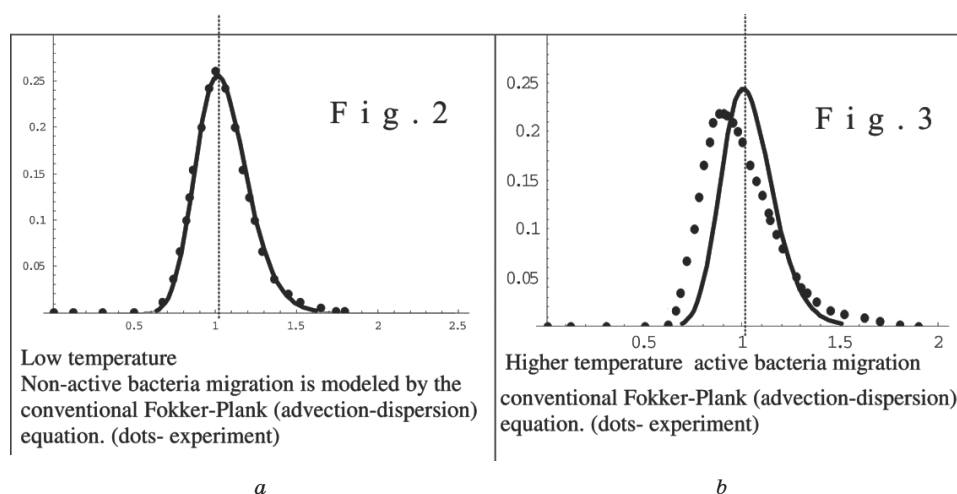 0.25
0.2
0.15
0.1
0.05
0.5
1
1.5
2
2.5
F i g . 2
Low temperature
Non-active bacteria migration is modeled by the
conventional Fokker-Plank (advection-dispersion)
equation. (dots- experiment)
a
0.25
0.2
0.15
0.1
0.05
0.5
1
1.5
2
F i g . 3
Higher temperature active bacteria migration
conventional Fokker-Plank (advection-dispersion)
equation. (dots- experiment)
b